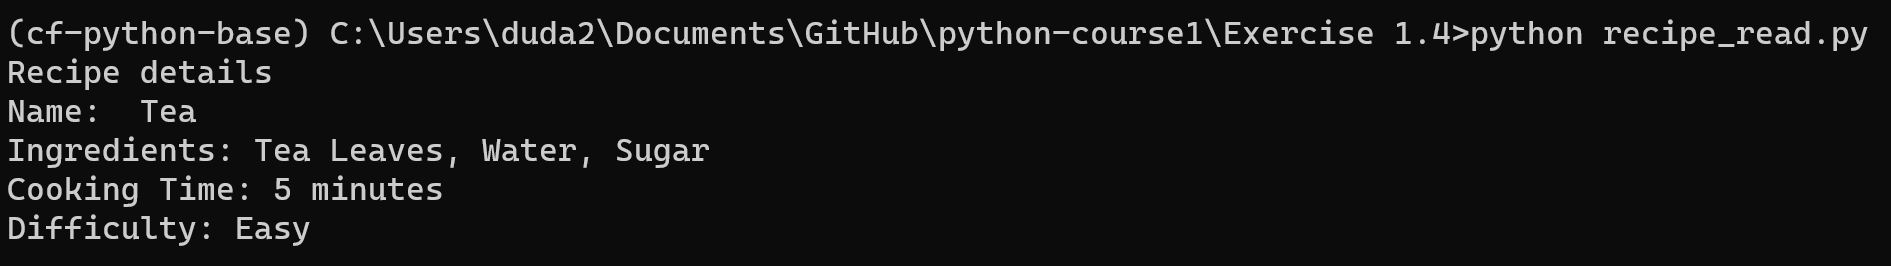 (cf-python-base) C:\Users\duda2\Documents\GitHub\python-course1\Exercise 1.4>python recipe_read.py
Recipe details
Name:  Tea
Ingredients: Tea Leaves, Water, Sugar
Cooking Time: 5 minutes
Difficulty: Easy